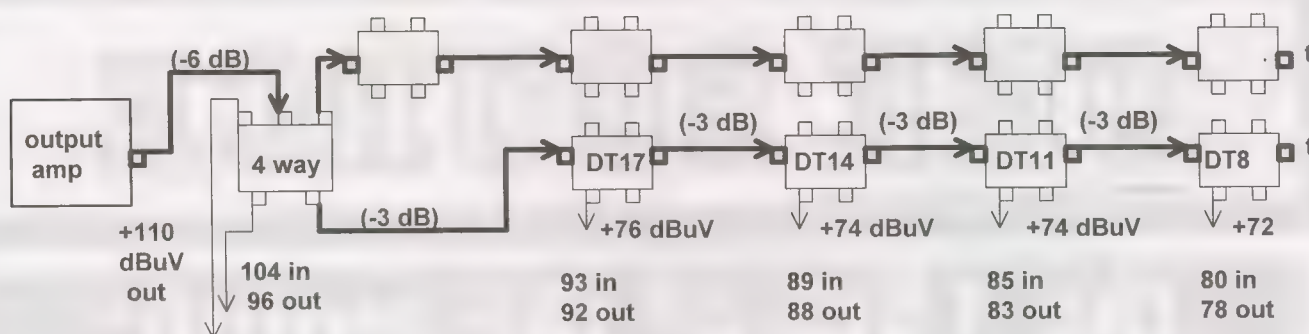 (-6 dB)
output
amp
4 way
(-3 dB)
DT17
(-3 dB)
DT14
(-3 dB)
DT11
(-3 dB)
DT8
t
t
+110
dBuV
out
104 in
96 out
+76 dBuV
+74 dBuV
+74 dBuV
+72
93 in
92 out
89 in
88 out
85 in
83 out
80 in
78 out